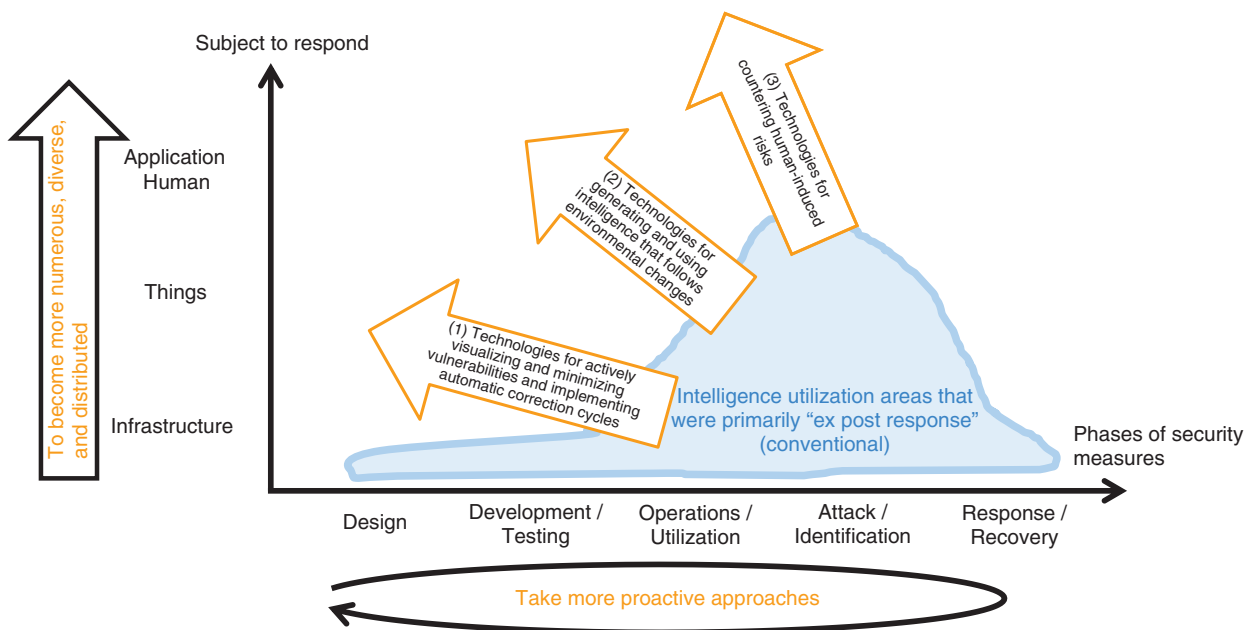 Subject to respond
To become more numerous, diverse,
and distributed
Application
Human
Things
Infrastructure
(3) Technologies for
countering human-induced
risks
(2) Technologies for
generating and using
intelligence that follows
environmental changes
(1) Technologies for actively
visualizing and minimizing
vulnerabilities and implementing
automatic correction cycles
Intelligence utilization areas that
were primarily “ex post response”
(conventional)
Phases of security
measures
Design
Development /
Testing
Operations /
Utilization
Attack /
Identification
Response /
Recovery
Take more proactive approaches